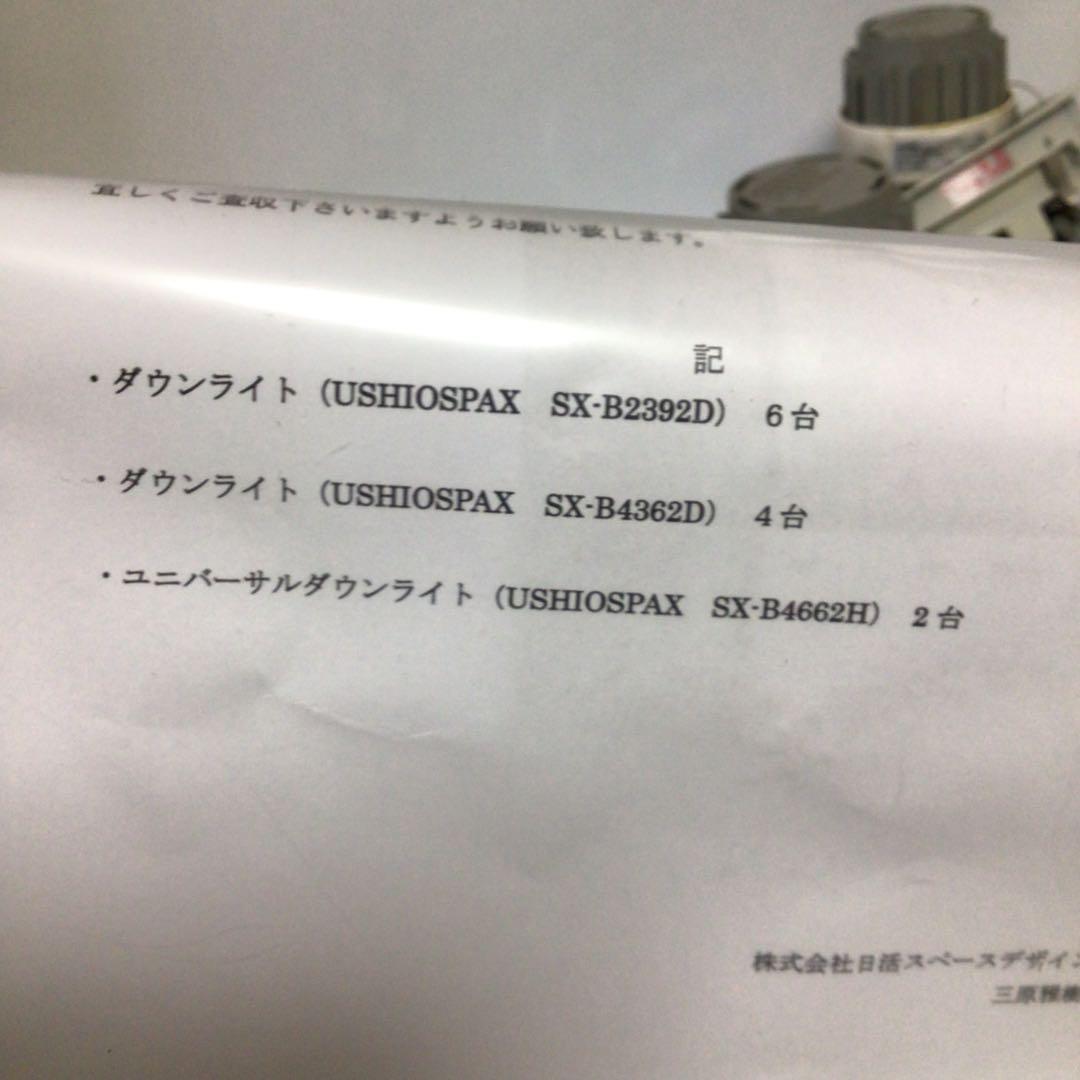 宜しくご査収下さいますようお願い致します。
記
・ダウンライト（USHIOSPAX　SX-B2392D）　6台
・ダウンライト（USHIOSPAX　SX-B4362D）　4台
・ユニバーサルダウンライト（USHIOSPAX　SX-B4662H）　2台
株式会社日活スペースデザイン
三原雅樹